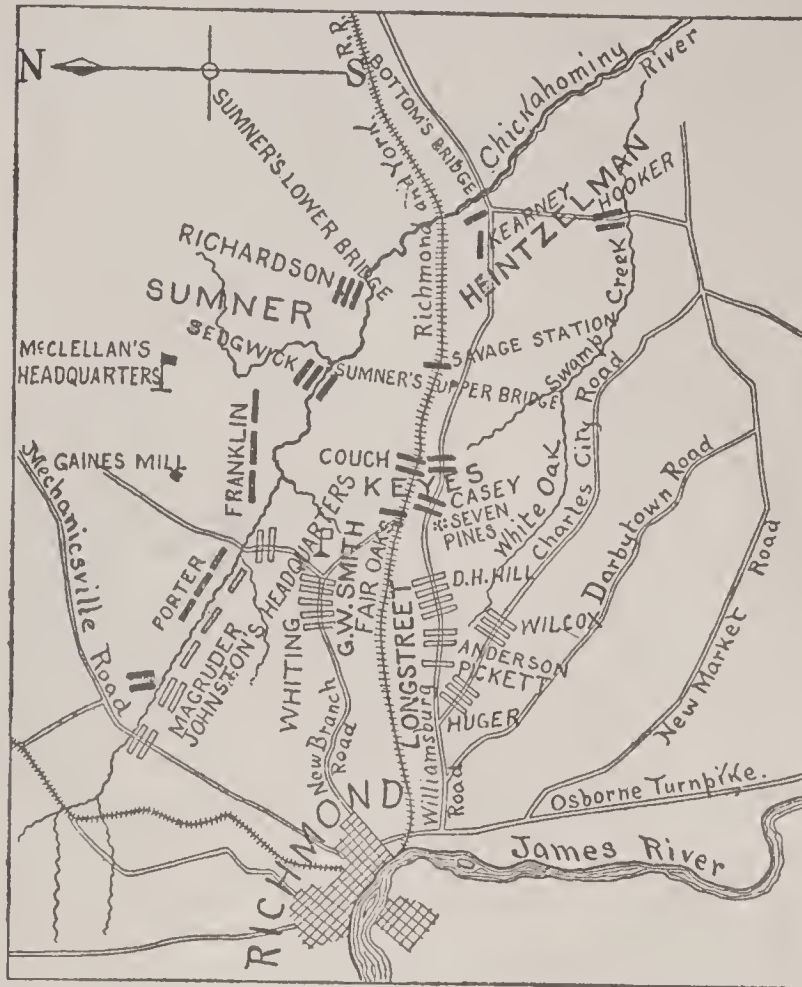 N
S
R.R.
and York
Richmond
BOTTOM'S BRIDGE
Chickahominy
River
SUMNER'S LOWER BRIDGE
RICHARDSON
SUMNER
SEDGWICK
KEARNEY
HOOKER
HEINTZELMAN
McCLELLAN'S
HEADQUARTERS
SAVAGE STATION
SUMNER'S UPPER BRIDGE
White Oak
Swamp
Creek
FRANKLIN
GAINES MILL
COUCH
KEYES
CASEY
SEVEN
PINES
Charles City Road
Darbytown Road
New Market Road
Mechanicsville Road
PORTER
MAGRUDER
JOHNSTON'S HEADQUARTERS
WHITING
G.W. SMITH
FAIR OAKS
LONGSTREET
D.H. HILL
WILCOX
ANDERSON
PICKETT
HUGER
New Branch
Road
Williamsburg
Road
Osborne Turnpike.
RICHMOND
James River